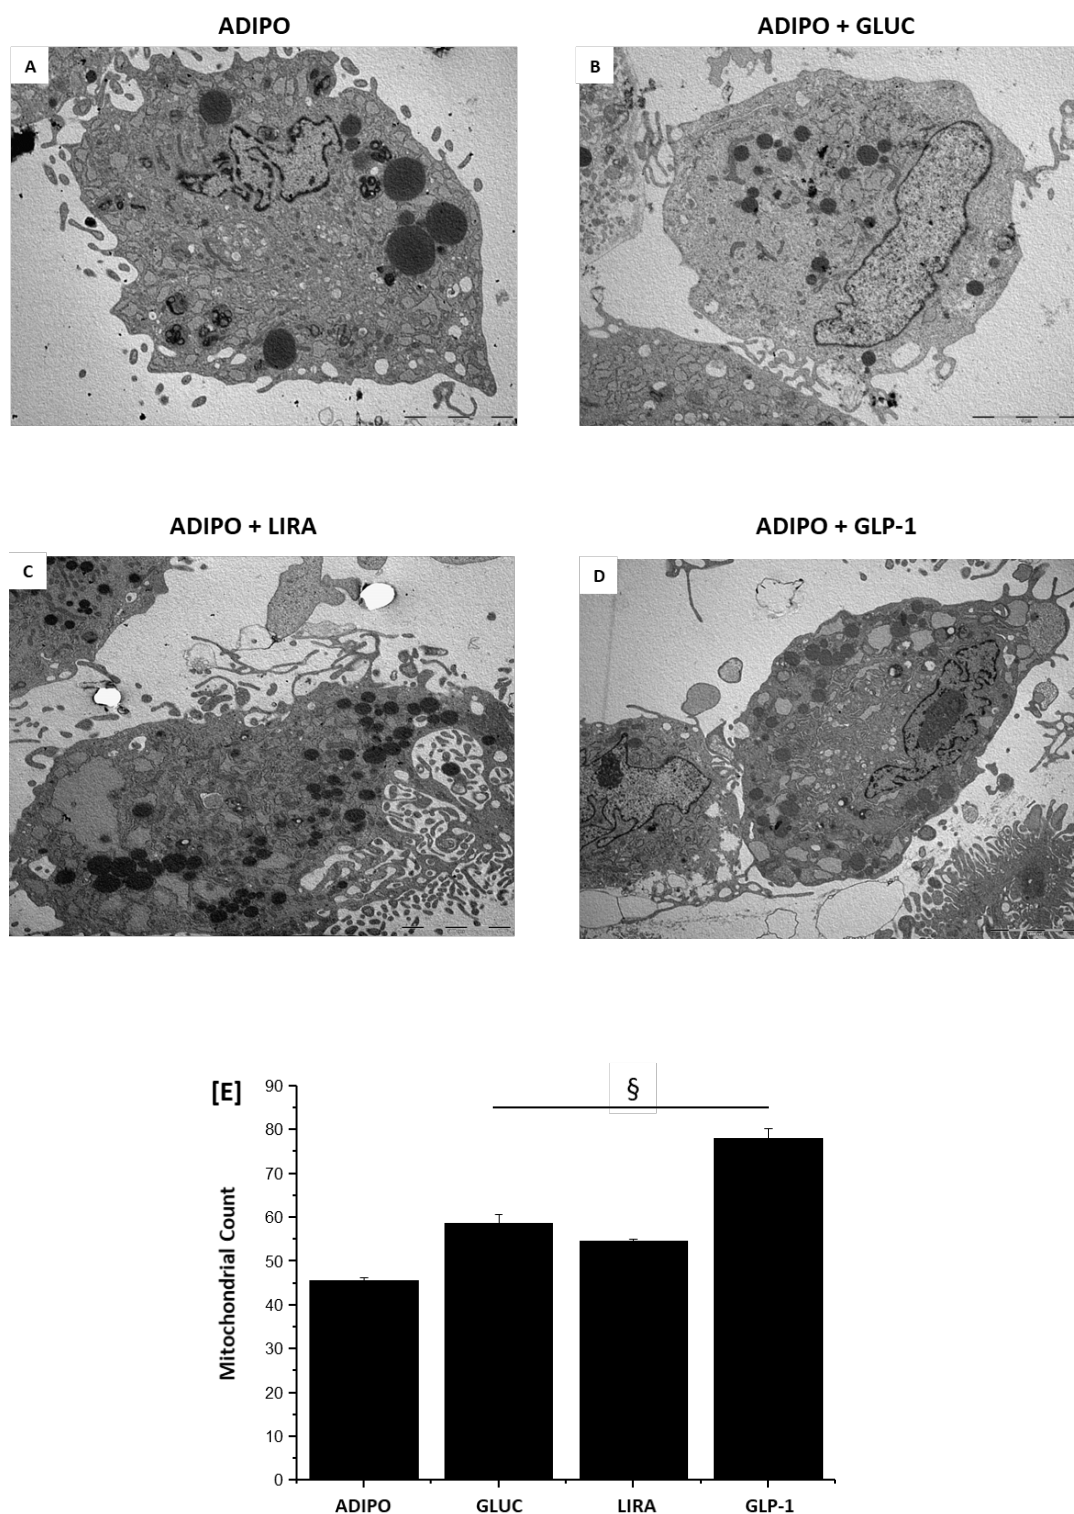 ADIPO
ADIPO + GLUC
A
B
ADIPO + LIRA
ADIPO + GLP-1
C
D
[E]
§
90
80
70
60
50
40
30
20
10
0
Mitochondrial Count
ADIPO
GLUC
LIRA
GLP-1